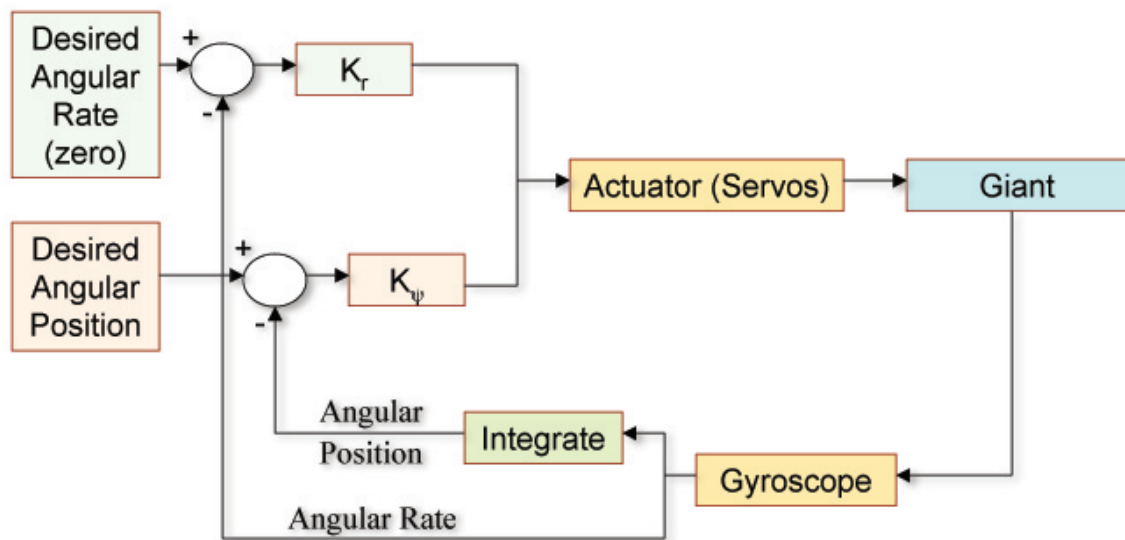 Desired
Angular
Rate
(zero)
+
-
Kr
Actuator (Servos)
Giant
Desired
Angular
Position
+
-
Kψ
Angular
Position
Integrate
Gyroscope
Angular Rate